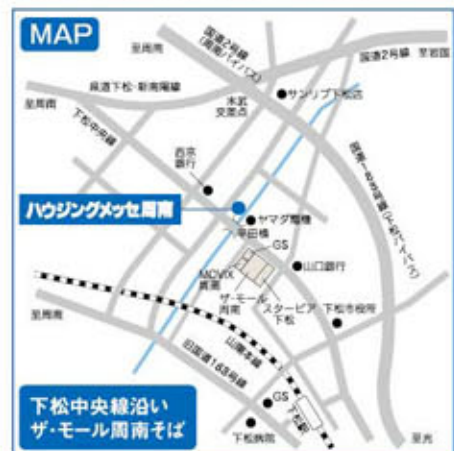 MAP
至周南
国道2号線
(周南バイパス)
国道2号線
至岩国
県道下松・新南陽線
至周南
末武
交差点
サンリブ下松店
下松中央線
西京
銀行
国道188号線(下松バイパス)
ハウジングメッセ周南
ヤマダ電機
平田橋
GS
MOVIX
周南
山口銀行
ザ・モール
周南
スターピア
下松
下松市役所
至周南
山陽本線
旧国道188号線
下松中央線沿い
ザ・モール周南そば
GS
下松駅
下松病院
至光